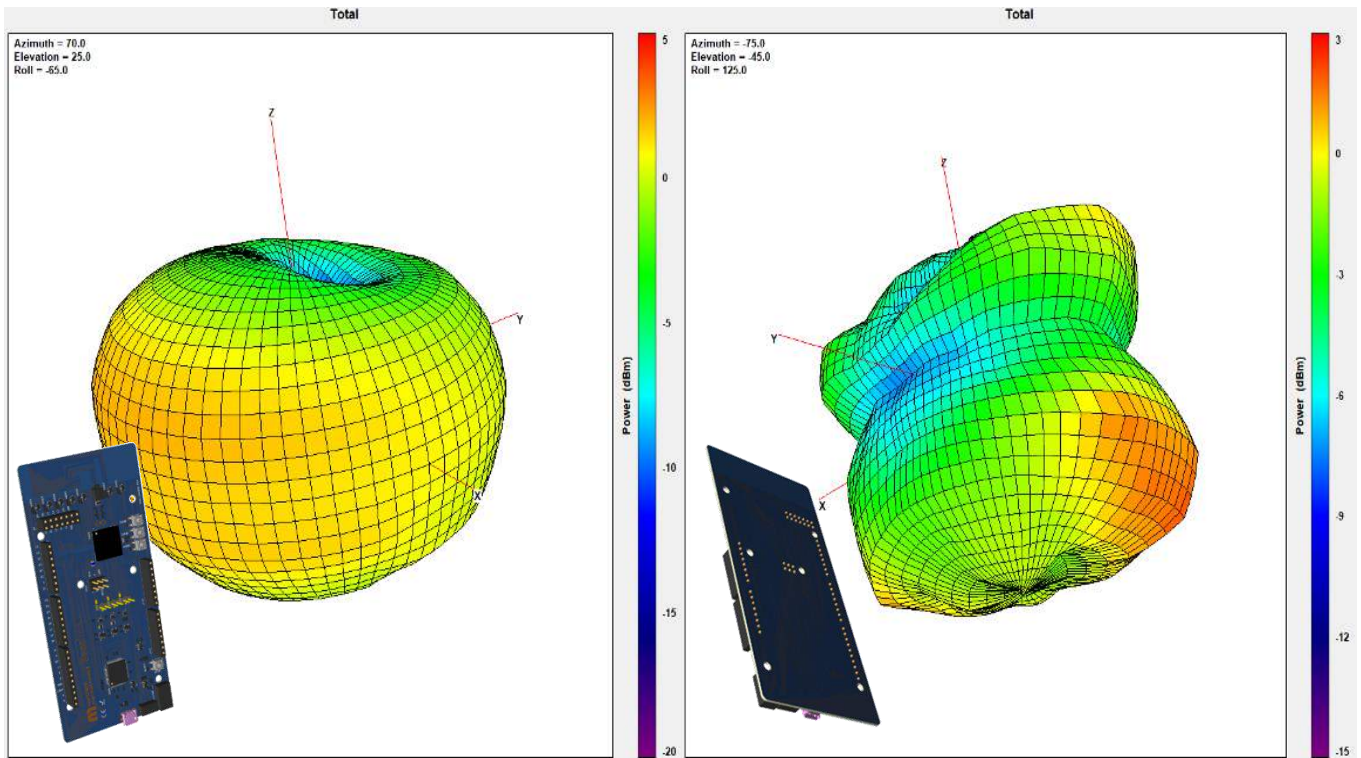 Total
Azimuth = 70.0
Elevation = 25.0
Roll = -65.0
Z
Y
X
5
0
-5
-10
-15
-20
Power (dBm)
Total
Azimuth = -75.0
Elevation = -45.0
Roll = 125.0
Z
Y
X
3
0
-3
-6
-9
-12
-15
Power (dBm)